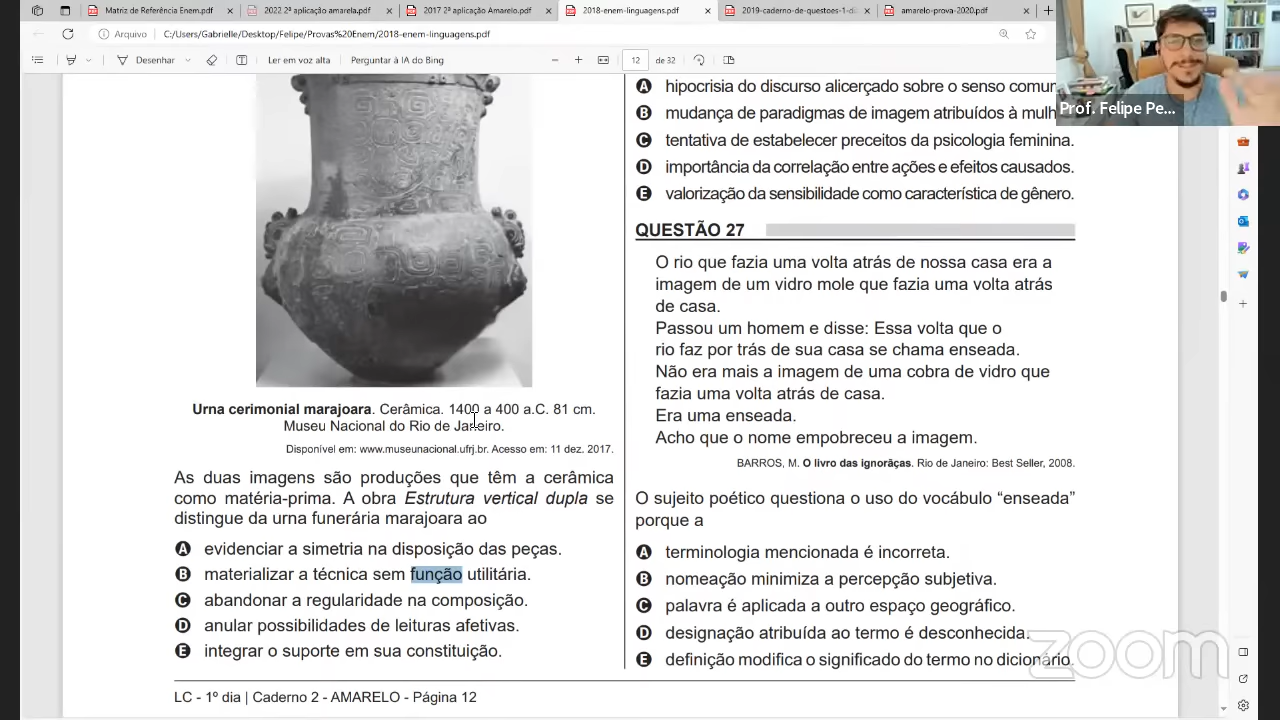 Matriz de Referência Enem.pdf
2022 2ª aplicação amarela.pdf
2017 2ª aplicação Amarelo.pdf
2018-enem-linguagens.pdf
2019-caderno-de-questoes-1-di
amarelo-prova-2020.pdf
Arquivo
C:/Users/Gabrielle/Desktop/Felipe/Provas%20Enem/2018-enem-linguagens.pdf
Desenhar
Ler em voz alta
Perguntar à IA do Bing
12 de 32
Prof. Felipe Pe...
Urna cerimonial marajoara. Cerâmica. 1400 a 400 a.C. 81 cm.
Museu Nacional do Rio de Janeiro.
Disponível em: www.museunacional.ufrj.br. Acesso em: 11 dez. 2017.
As duas imagens são produções que têm a cerâmica
como matéria-prima. A obra Estrutura vertical dupla se
distingue da urna funerária marajoara ao
A evidenciar a simetria na disposição das peças.
B materializar a técnica sem função utilitária.
C abandonar a regularidade na composição.
D anular possibilidades de leituras afetivas.
E integrar o suporte em sua constituição.
LC - 1º dia | Caderno 2 - AMARELO - Página 12
A hipocrisia do discurso alicerçado sobre o senso comum
B mudança de paradigmas de imagem atribuídos à mulh
C tentativa de estabelecer preceitos da psicologia feminina.
D importância da correlação entre ações e efeitos causados.
E valorização da sensibilidade como característica de gênero.
QUESTÃO 27
O rio que fazia uma volta atrás de nossa casa era a
imagem de um vidro mole que fazia uma volta atrás
de casa.
Passou um homem e disse: Essa volta que o
rio faz por trás de sua casa se chama enseada.
Não era mais a imagem de uma cobra de vidro que
fazia uma volta atrás de casa.
Era uma enseada.
Acho que o nome empobreceu a imagem.
BARROS, M. O livro das ignorãças. Rio de Janeiro: Best Seller, 2008.
O sujeito poético questiona o uso do vocábulo “enseada”
porque a
A terminologia mencionada é incorreta.
B nomeação minimiza a percepção subjetiva.
C palavra é aplicada a outro espaço geográfico.
D designação atribuída ao termo é desconhecida.
E definição modifica o significado do termo no dicionário.
zoom